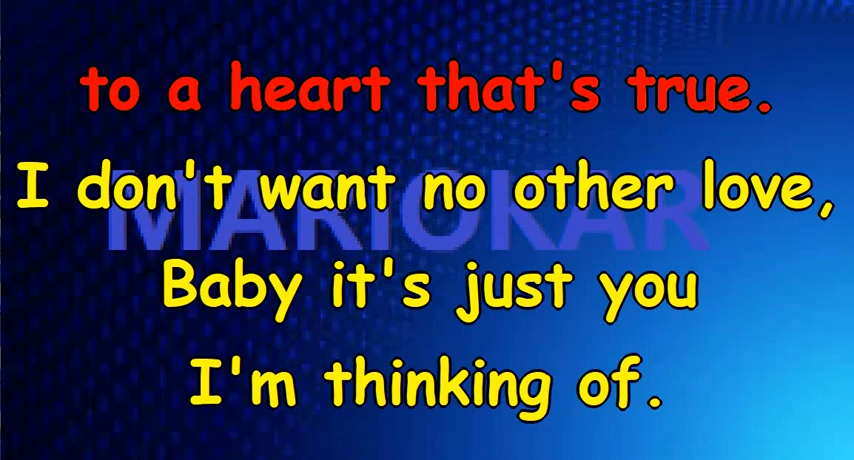 to a heart that's true.
I don't want no other love,
MARIOKAR
Baby it's just you
I'm thinking of.